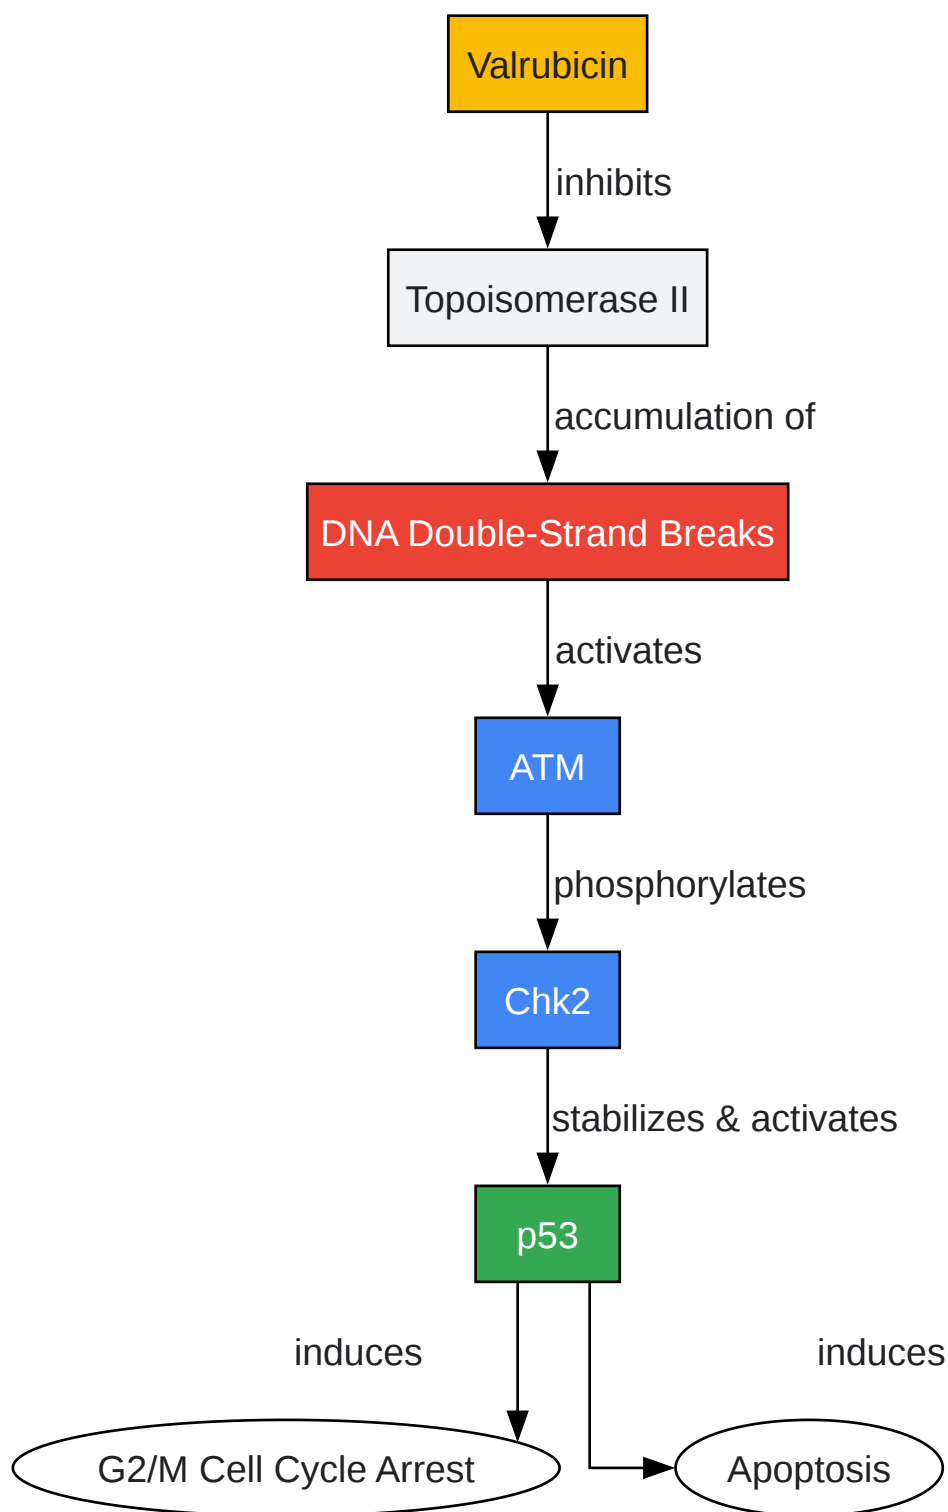 Valrubicin
inhibits
Topoisomerase II
accumulation of
DNA Double-Strand Breaks
activates
ATM
phosphorylates
Chk2
stabilizes & activates
p53
induces
induces
G2/M Cell Cycle Arrest
Apoptosis